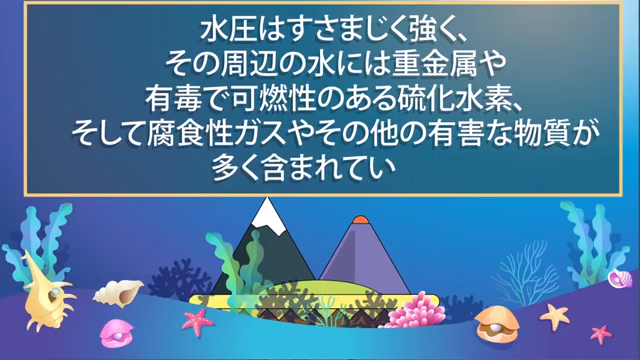 水圧はすさまじく強く、
その周辺の水には重金属や
有毒で可燃性のある硫化水素、
そして腐食性ガスやその他の有害な物質が
多く含まれてい